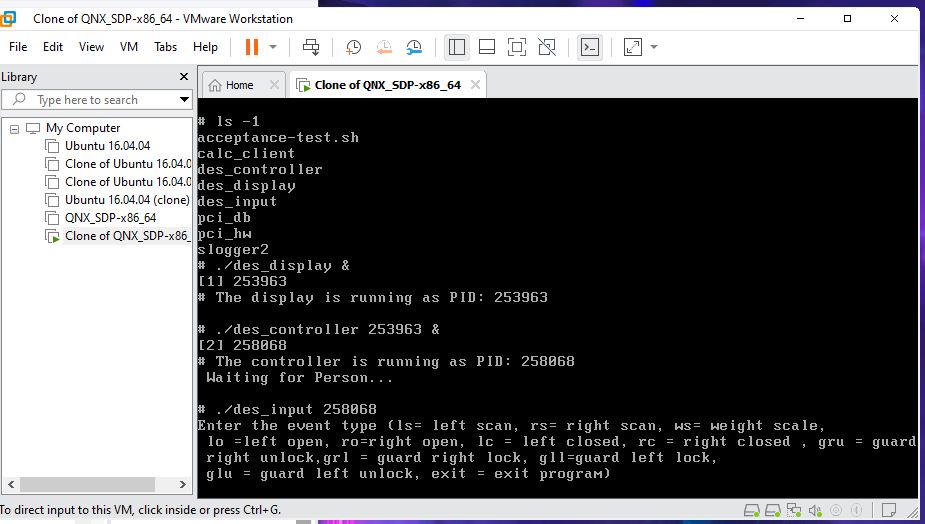 Clone of QNX_SDP-x86_64 - VMware Workstation
File Edit View VM Tabs Help
Library
Type here to search
My Computer
Ubuntu 16.04.04
Clone of Ubuntu 16.04.0
Clone of Ubuntu 16.04.0
Ubuntu 16.04.04 (clone)
QNX_SDP-x86_64
Clone of QNX_SDP-x86_
Home
Clone of QNX_SDP-x86_64
# ls -1
acceptance-test.sh
calc_client
des_controller
des_display
des_input
pci_db
pci_hw
slogger2
# ./des_display &
[1] 253963
# The display is running as PID: 253963
# ./des_controller 253963 &
[2] 258068
# The controller is running as PID: 258068
Waiting for Person...
# ./des_input 258068
Enter the event type (ls= left scan, rs= right scan, ws= weight scale,
lo =left open, ro=right open, lc = left closed, rc = right closed , gru = guard
right unlock,grl = guard right lock, gll=guard left lock,
glu = guard left unlock, exit = exit program)
To direct input to this VM, click inside or press Ctrl+G.